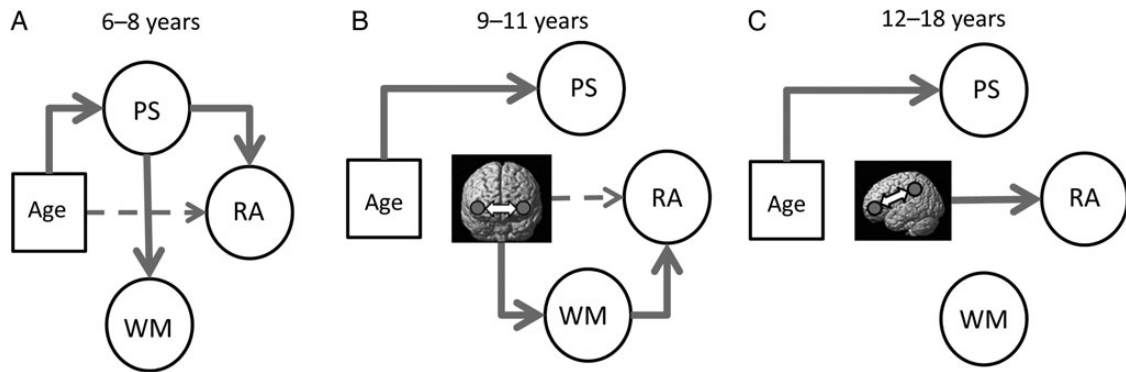 A
6–8 years
PS
Age
RA
WM
B
9–11 years
PS
Age
RA
WM
C
12–18 years
PS
Age
RA
WM